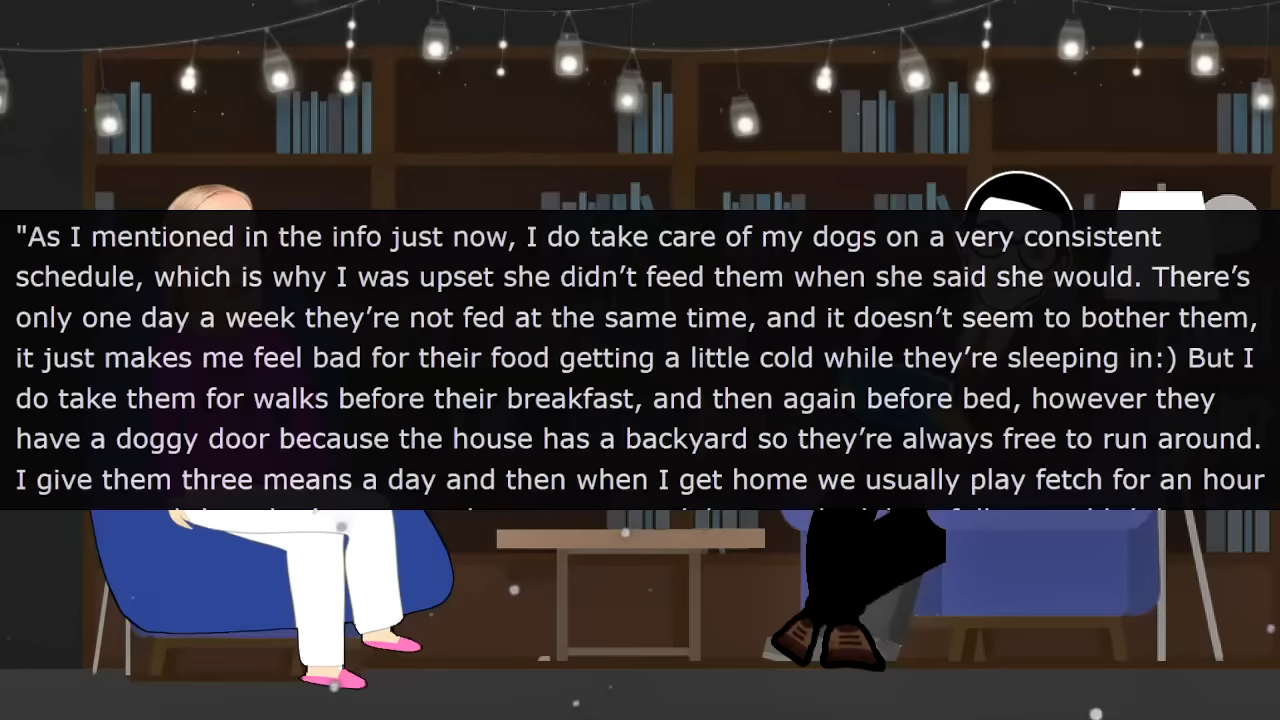 "As I mentioned in the info just now, I do take care of my dogs on a very consistent
schedule, which is why I was upset she didn’t feed them when she said she would. There’s
only one day a week they’re not fed at the same time, and it doesn’t seem to bother them,
it just makes me feel bad for their food getting a little cold while they’re sleeping in:) But I
do take them for walks before their breakfast, and then again before bed, however they
have a doggy door because the house has a backyard so they’re always free to run around.
I give them three means a day and then when I get home we usually play fetch for an hour